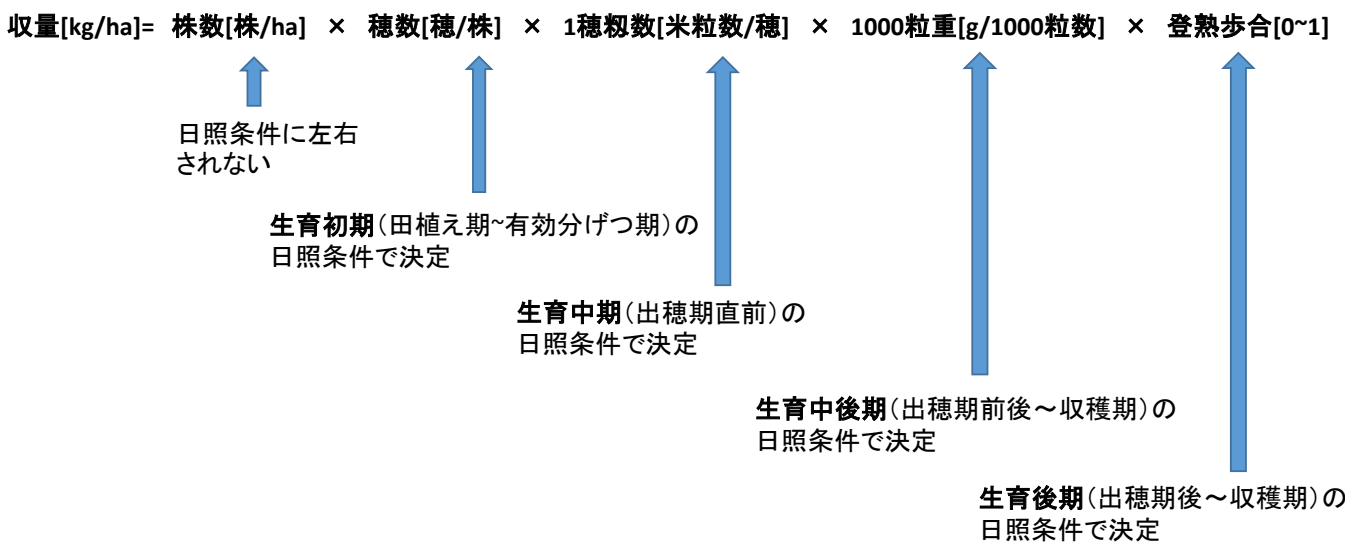 収量[kg/ha]= 株数[株/ha] × 穂数[穂/株] × 1穂籾数[米粒数/穂] × 1000粒重[g/1000粒数] × 登熟歩合[0~1]
日照条件に左右
されない
生育初期(田植え期~有効分げつ期)の
日照条件で決定
生育中期(出穂期直前)の
日照条件で決定
生育中後期(出穂期前後～収穫期)の
日照条件で決定
生育後期(出穂期後～収穫期)の
日照条件で決定